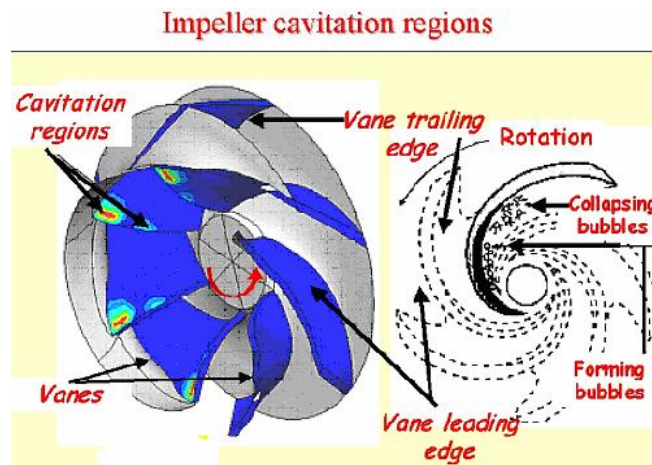 Impeller cavitation regions
Cavitation
regions
Vane trailing
edge
Rotation
Collapsing
bubbles
Forming
bubbles
Vanes
Vane leading
edge